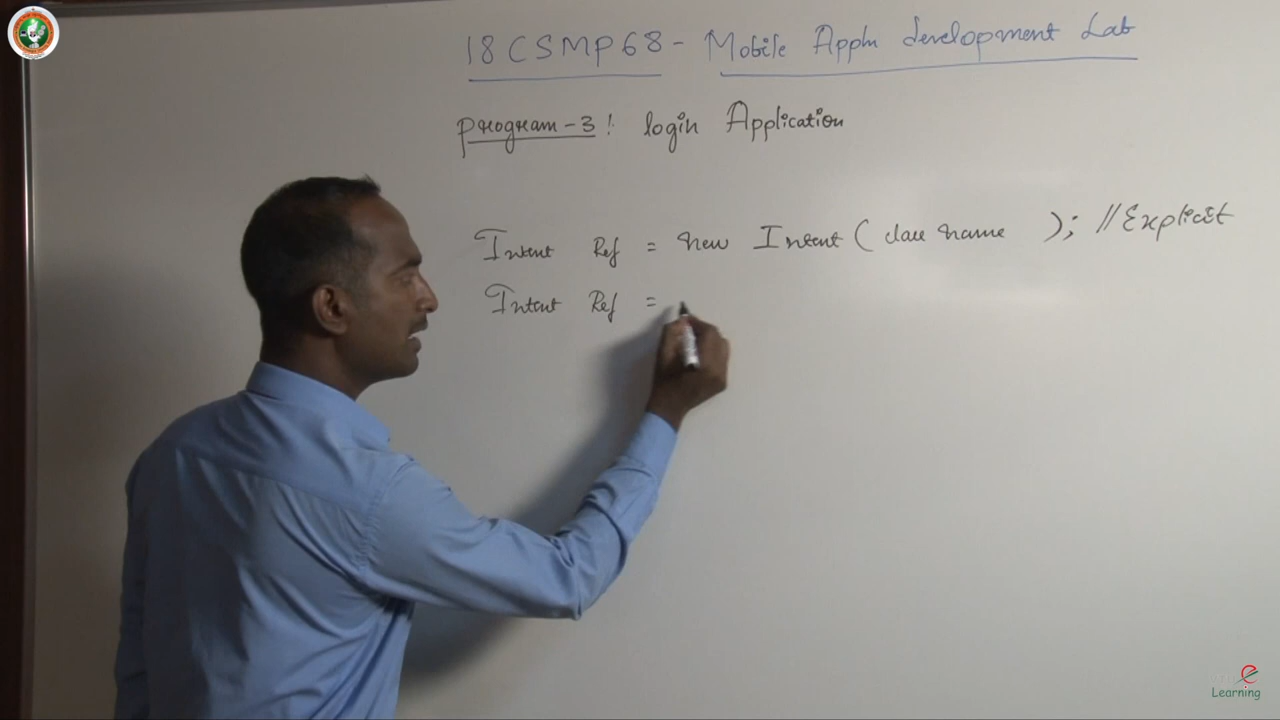 18CSMP68 - Mobile Appln development Lab
Program-3: login Application
Intent Ref = new Intent ( class name ); // Explicit
Intent Ref =
e
Learning